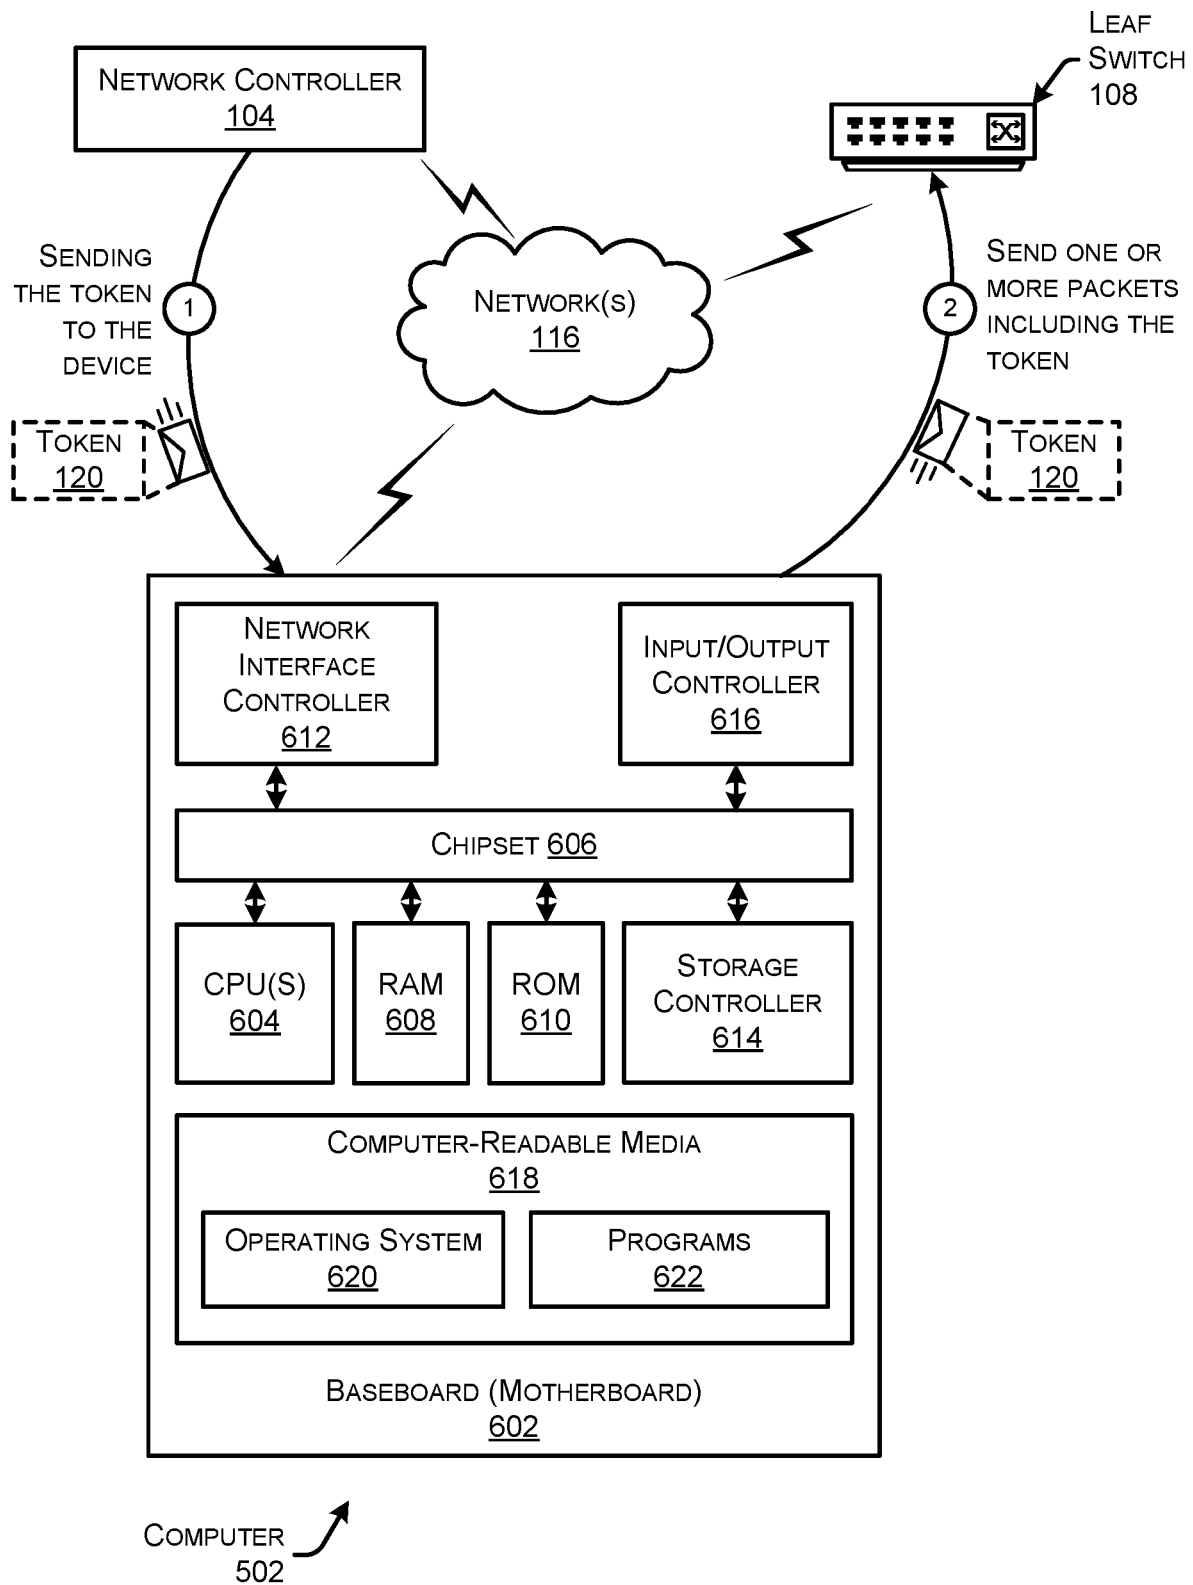 NETWORK CONTROLLER
104
LEAF
SWITCH
108
SENDING
THE TOKEN
TO THE
DEVICE
1
NETWORK(S)
116
2
SEND ONE OR
MORE PACKETS
INCLUDING THE
TOKEN
TOKEN
120
TOKEN
120
NETWORK
INTERFACE
CONTROLLER
612
INPUT/OUTPUT
CONTROLLER
616
CHIPSET 606
CPU(S)
604
RAM
608
ROM
610
STORAGE
CONTROLLER
614
COMPUTER-READABLE MEDIA
618
OPERATING SYSTEM
620
PROGRAMS
622
BASEBOARD (MOTHERBOARD)
602
COMPUTER
502